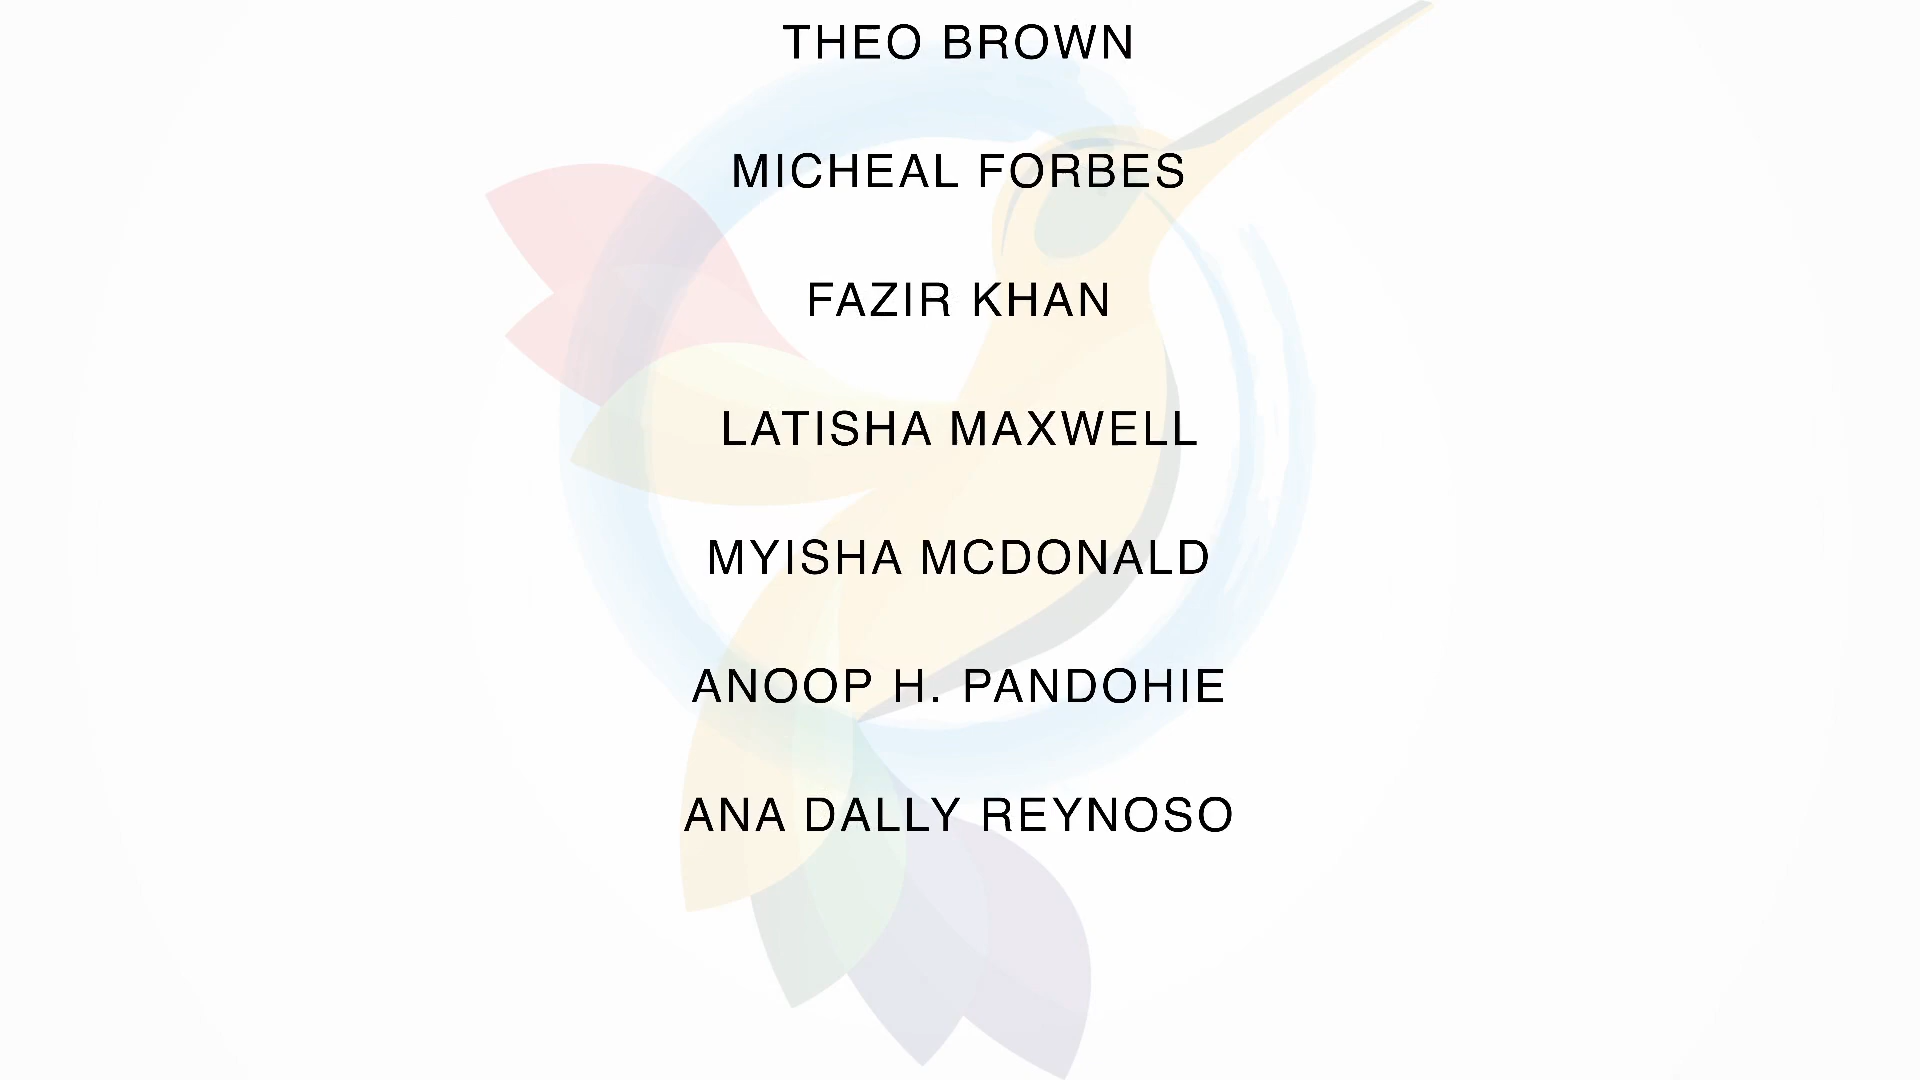 THEO BROWN
MICHEAL FORBES
FAZIR KHAN
LATISHA MAXWELL
MYISHA MCDONALD
ANOOP H. PANDOHIE
ANA DALLY REYNOSO